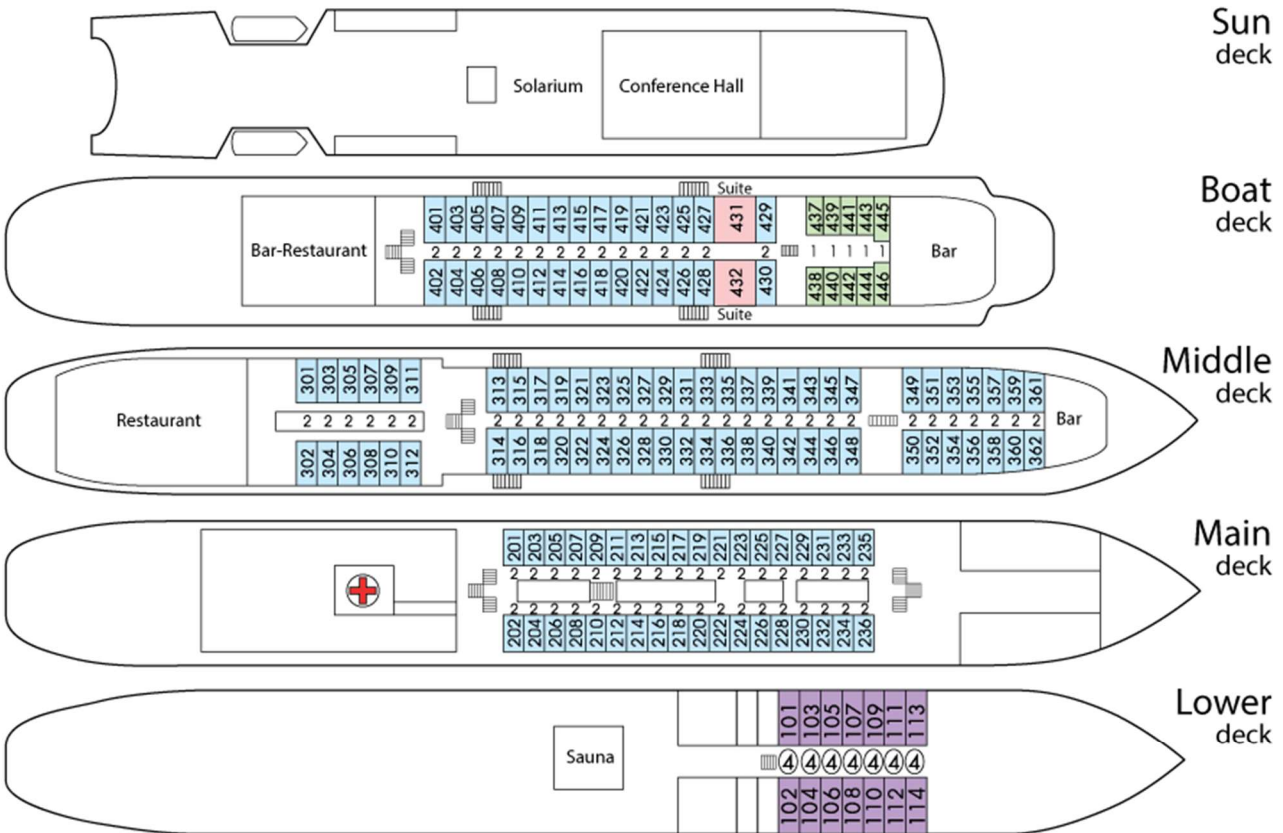 Sun
deck
Solarium
Conference Hall
Boat
deck
Suite
401 403 405 407 409 411 413 415 417 419 421 423 425 427 431 429 437 439 441 443 445
Bar-Restaurant
2 2 2 2 2 2 2 2 2 2 2 2 2 2 2 1 1 1 1 1
Bar
402 404 406 408 410 412 414 416 418 420 422 424 426 428 432 430 438 440 442 444 446
Suite
Middle
deck
301 303 305 307 309 311 313 315 317 319 321 323 325 327 329 331 333 335 337 339 341 343 345 347 349 351 353 355 357 359 361
Restaurant
2 2 2 2 2 2 2 2 2 2 2 2 2 2 2 2 2 2 2 2 2 2 2 2 2 2 2 2 2 2 2
Bar
302 304 306 308 310 312 314 316 318 320 322 324 326 328 330 332 334 336 338 340 342 344 346 348 350 352 354 356 358 360 362
Main
deck
201 203 205 207 209 211 213 215 217 219 221 223 225 227 229 231 233 235
2 2 2 2 2 2 2 2 2 2 2 2 2 2 2 2 2 2
2 2 2 2 2 2 2 2 2 2 2 2 2 2 2 2 2 2
202 204 206 208 210 212 214 216 218 220 222 224 226 228 230 232 234 236
Lower
deck
101 103 105 107 109 111 113
Sauna
4 4 4 4 4 4 4
102 104 106 108 110 112 114